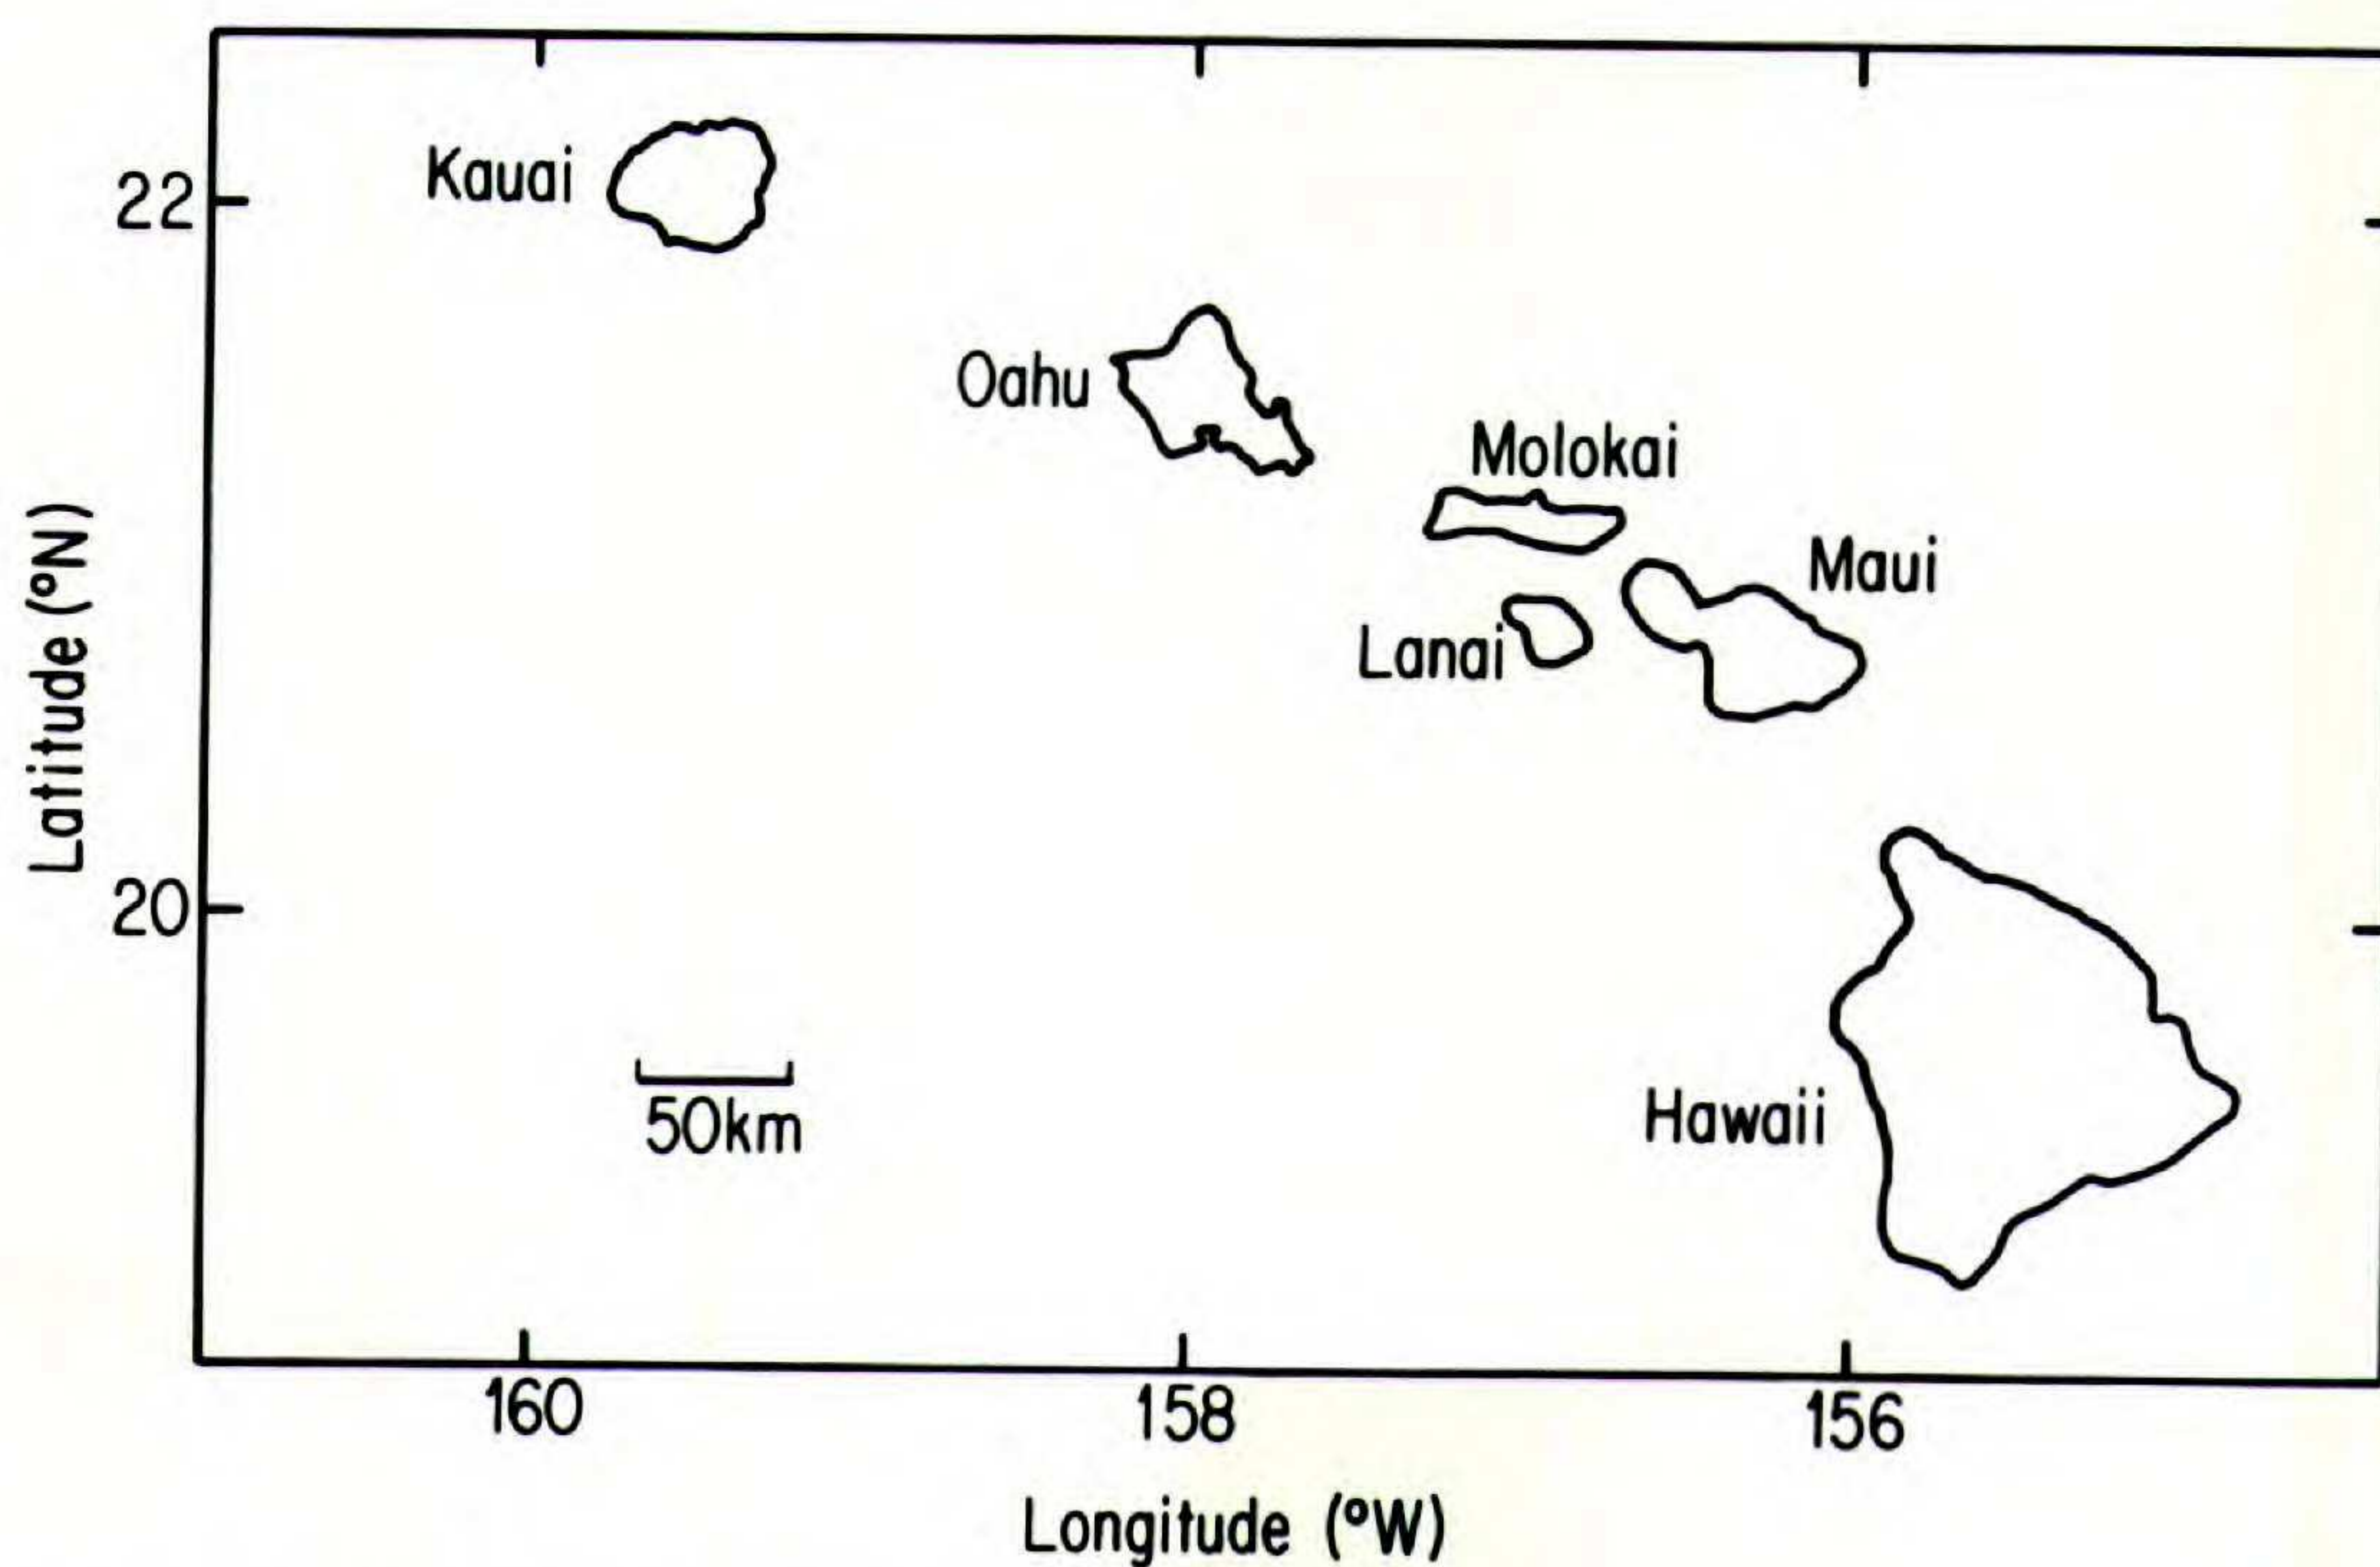 Kauai
22
Oahu
Molokai
Maui
Lanai
Latitude (°N)
20
50km
Hawaii
160
158
156
Longitude (°W)